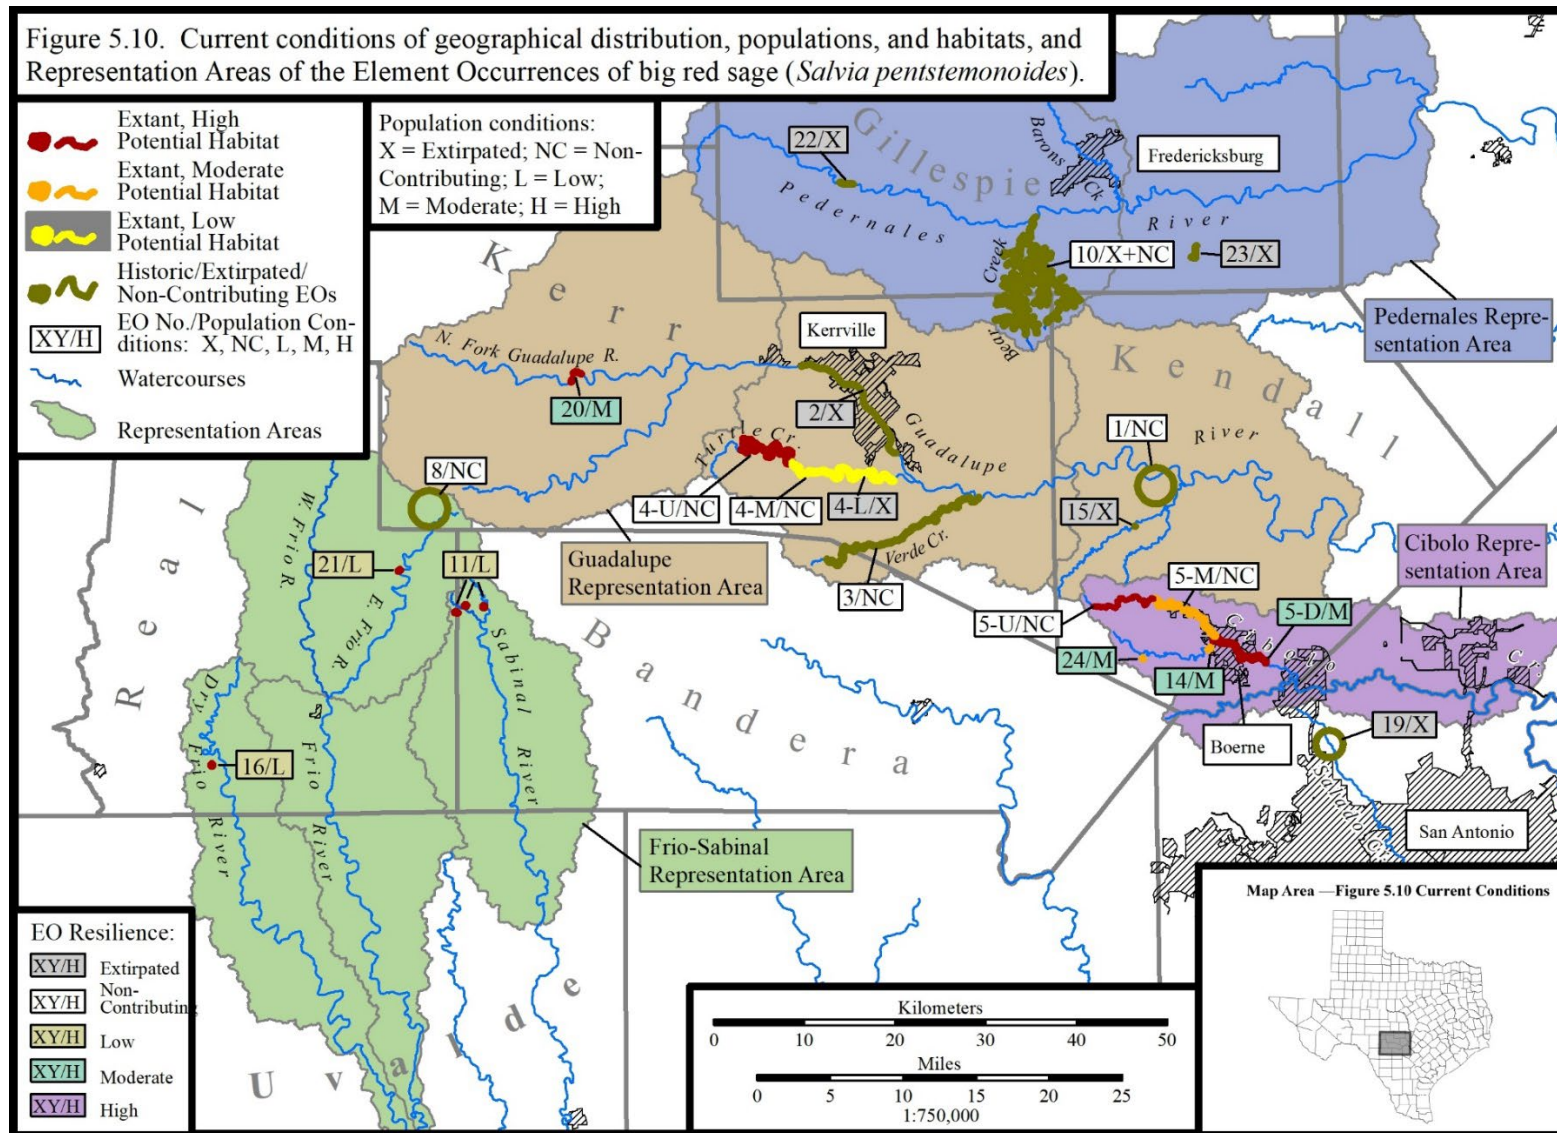 Figure 5.10. Current conditions of geographical distribution, populations, and habitats, and
Representation Areas of the Element Occurrences of big red sage (Salvia pentstemonoides).
Extant, High
Potential Habitat
Extant, Moderate
Potential Habitat
Extant, Low
Potential Habitat
Historic/Extirpated/
Non-Contributing EOs
XY/H
EO No./Population Con-
ditions: X, NC, L, M, H
Watercourses
Representation Areas
Population conditions:
X = Extirpated; NC = Non-
Contributing; L = Low;
M = Moderate; H = High
Gillespie
Barons Ck
Fredericksburg
22/X
Pedernales
River
10/X+NC
23/X
Bear
Creek
Pedernales Repre-
sentation Area
Kerr
Kerrville
N. Fork Guadalupe R.
20/M
2/X
Guadalupe
River
Turtle Cr.
Kendall
1/NC
8/NC
4-U/NC
4-M/NC
4-L/X
15/X
Verde Cr.
3/NC
Guadalupe
Representation Area
Cibolo Repre-
sentation Area
Real
W. Frio R.
21/L
11/L
E. Frio R.
Sabinal
River
Bandera
5-M/NC
5-U/NC
5-D/M
Cibolo
Cr.
24/M
14/M
Boerne
19/X
Salado Cr.
San Antonio
Dry
Frio
River
16/L
Frio
River
Frio-Sabinal
Representation Area
Uvalde
EO Resilience:
XY/H
Extirpated
XY/H
Non-
Contributing
XY/H
Low
XY/H
Moderate
XY/H
High
Kilometers
0 10 20 30 40 50
Miles
0 5 10 15 20 25
1:750,000
Map Area —Figure 5.10 Current Conditions